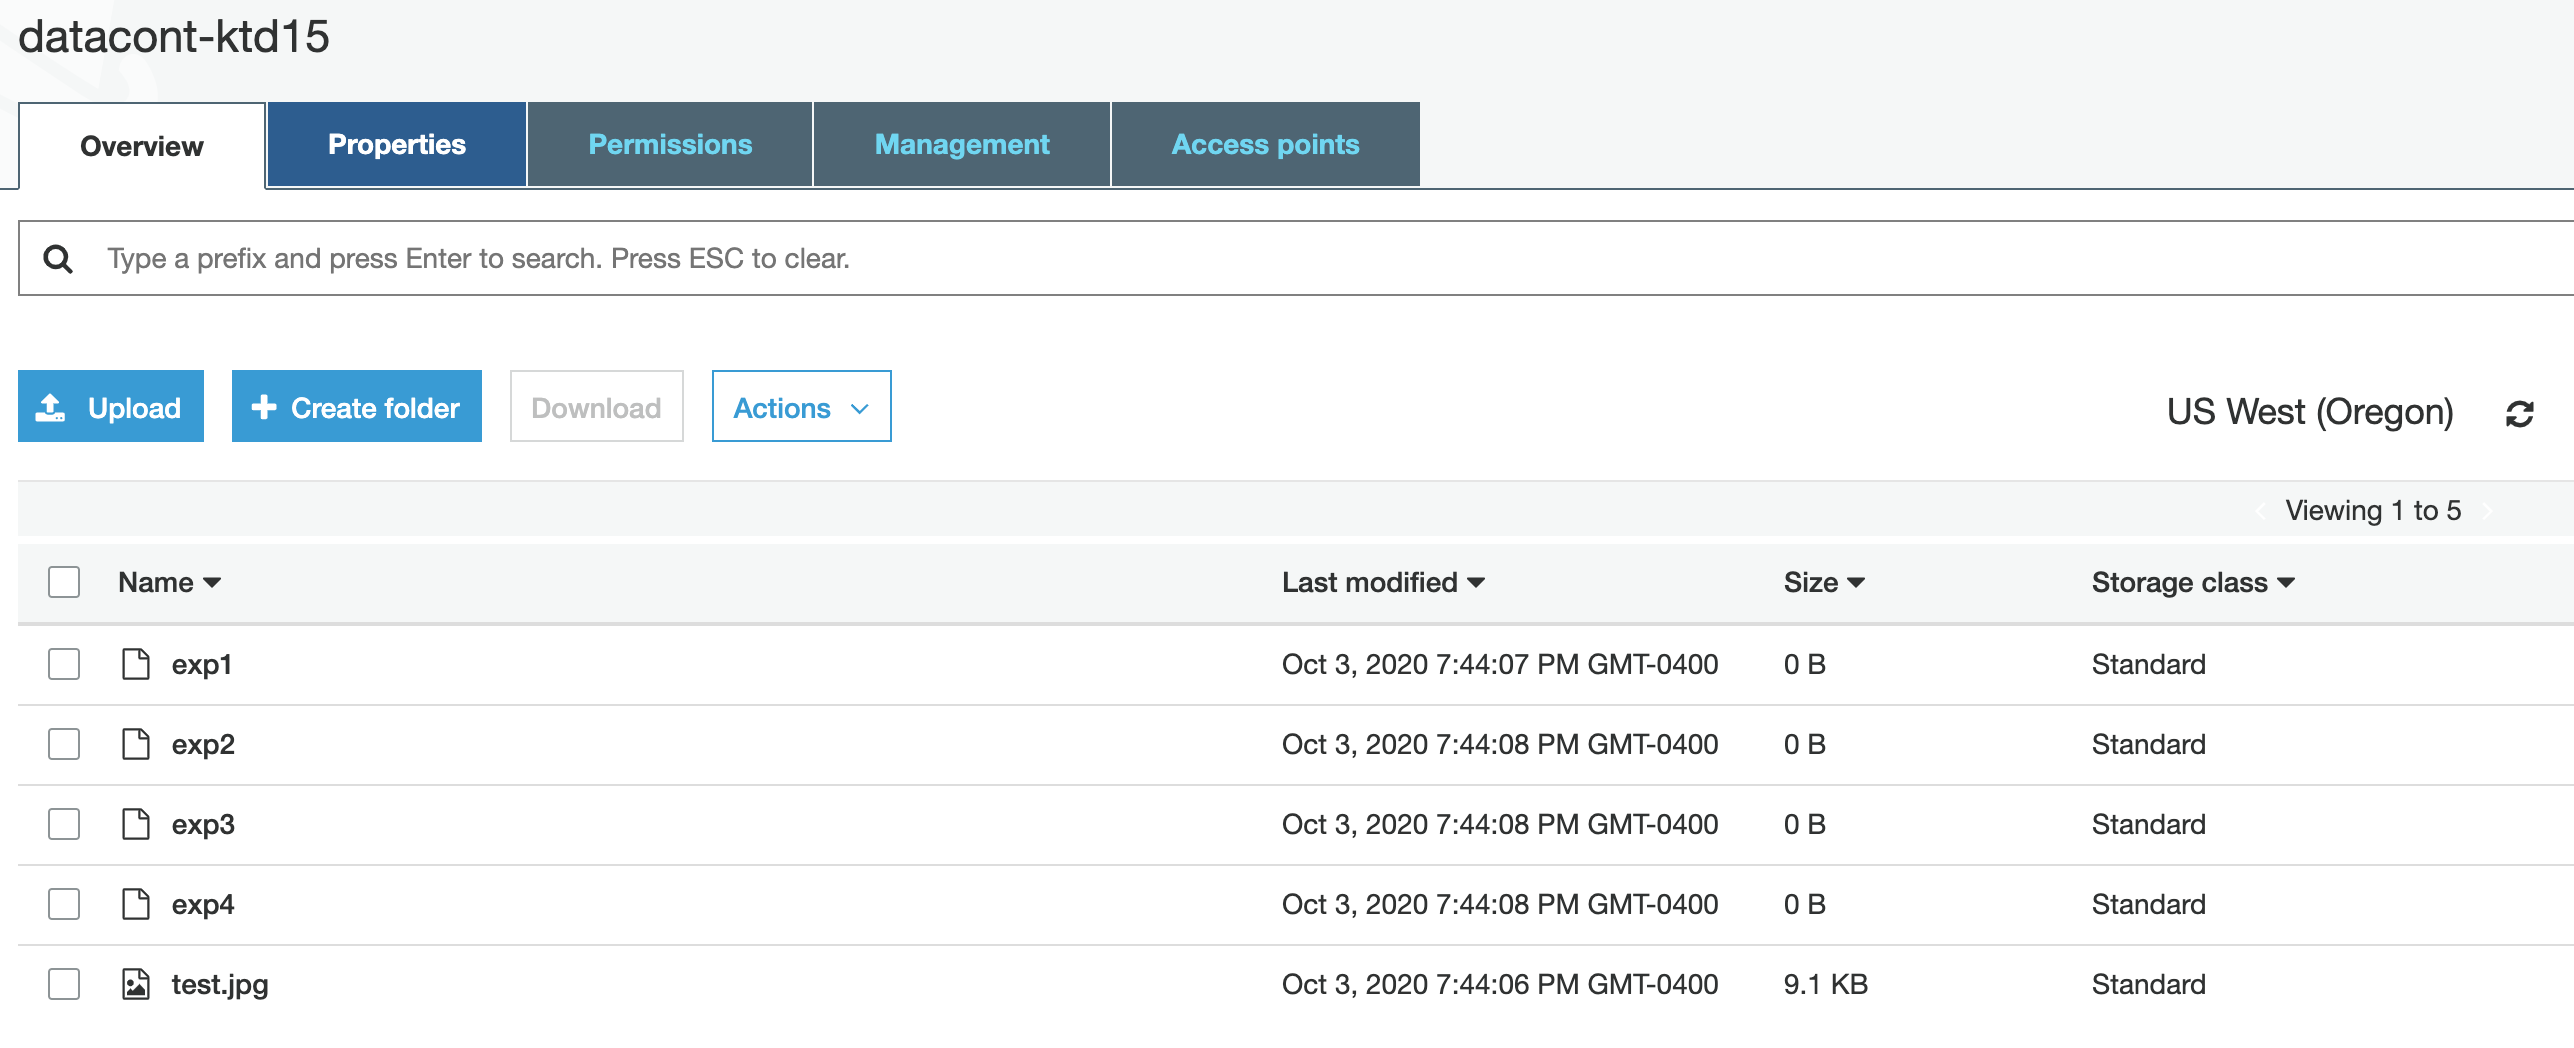 datacont-ktd15
Overview Properties Permissions Management Access points
Type a prefix and press Enter to search. Press ESC to clear.
Upload Create folder Download Actions US West (Oregon)
Viewing 1 to 5
Name Last modified Size Storage class
exp1 Oct 3, 2020 7:44:07 PM GMT-0400 0 B Standard
exp2 Oct 3, 2020 7:44:08 PM GMT-0400 0 B Standard
exp3 Oct 3, 2020 7:44:08 PM GMT-0400 0 B Standard
exp4 Oct 3, 2020 7:44:08 PM GMT-0400 0 B Standard
test.jpg Oct 3, 2020 7:44:06 PM GMT-0400 9.1 KB Standard